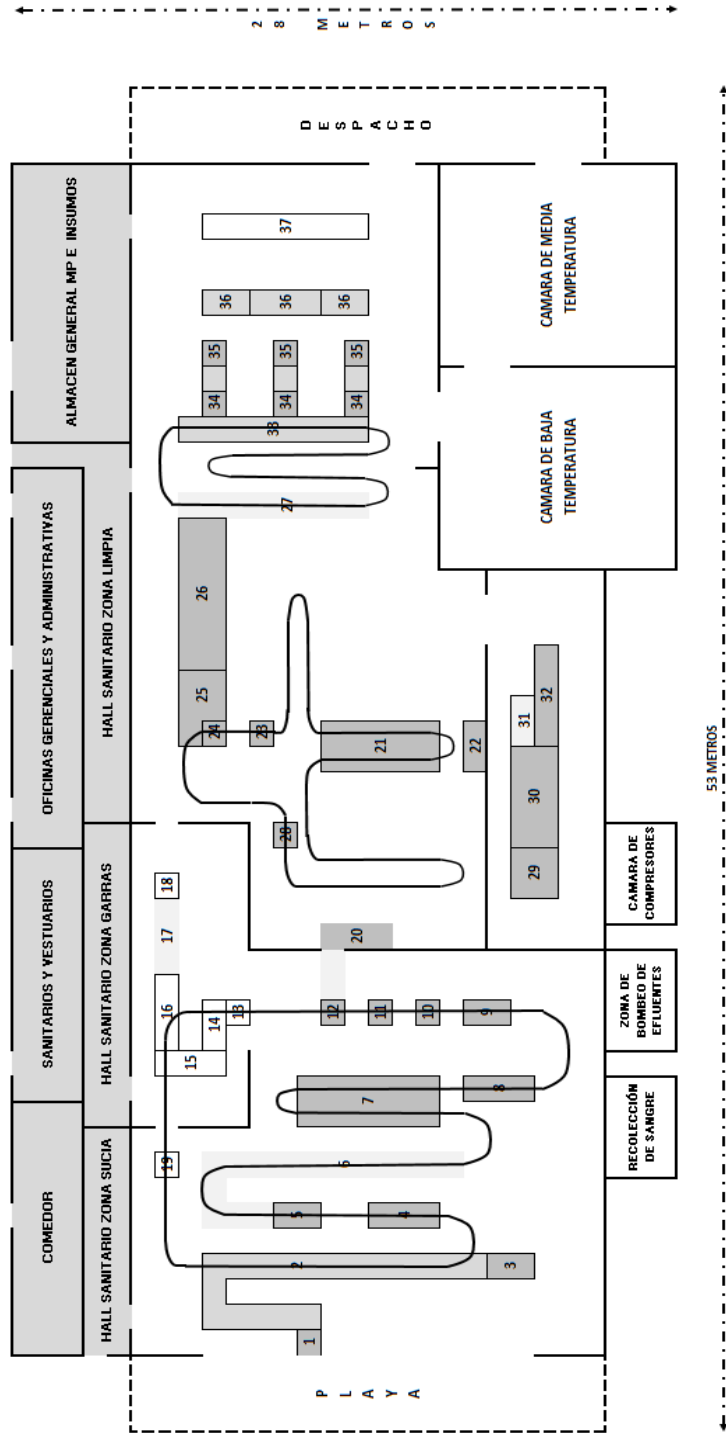 28 METROS
DESPACHO
ALMACEN GENERAL MP E INSUMOS
OFICINAS GERENCIALES Y ADMINISTRATIVAS
SANITARIOS Y VESTUARIOS
COMEDOR
HALL SANITARIO ZONA LIMPIA
HALL SANITARIO ZONA GARRAS
HALL SANITARIO ZONA SUCIA
37
36
36
36
35
35
35
34
34
34
33
27
26
25
24
23
21
22
28
20
18
17
16
15
14
13
12
11
10
9
8
7
19
6
5
4
2
3
1
31
32
30
29
CAMARA DE MEDIA
TEMPERATURA
CAMARA DE BAJA
TEMPERATURA
CAMARA DE
COMPRESORES
ZONA DE
BOMBEO DE
EFLUENTES
RECOLECCIÓN
DE SANGRE
PLAYA
53 METROS